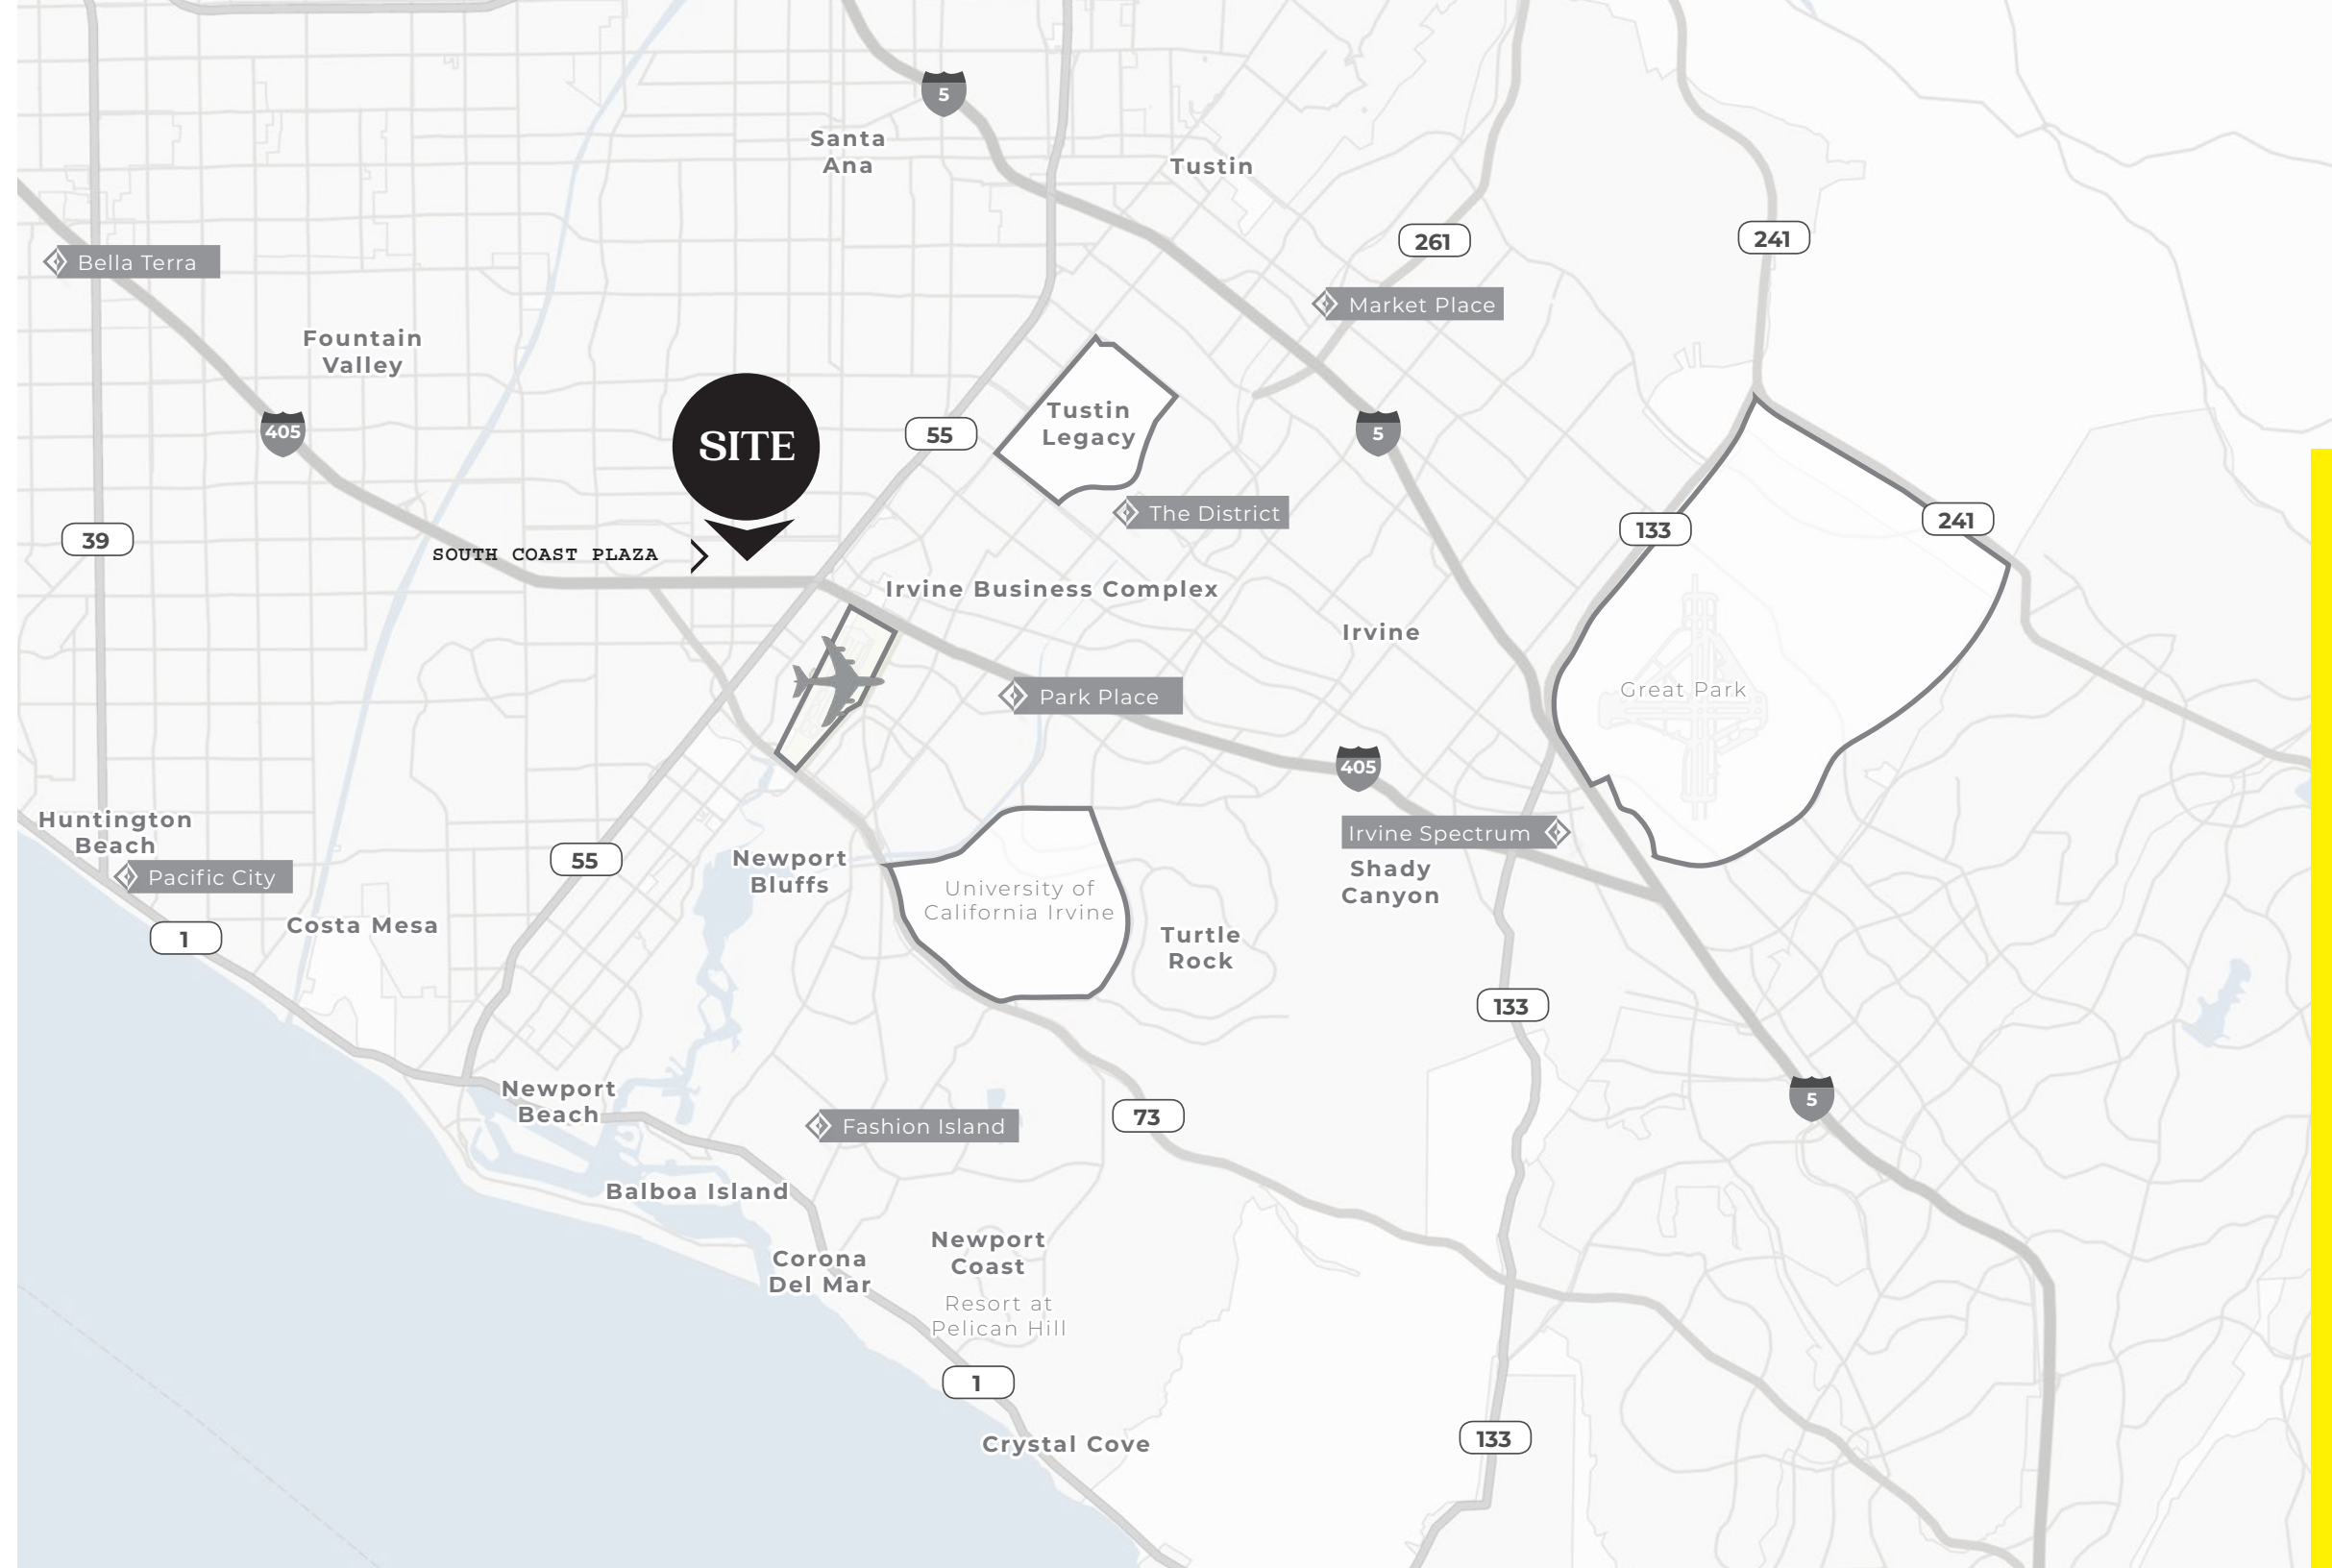 5
Santa
Ana
Tustin
261
241
Bella Terra
Market Place
Fountain
Valley
405
SITE
55
Tustin
Legacy
5
The District
133
241
39
SOUTH COAST PLAZA
Irvine Business Complex
Irvine
Great Park
Park Place
405
Huntington
Beach
Irvine Spectrum
Pacific City
55
Newport
Bluffs
Shady
Canyon
University of
California Irvine
Costa Mesa
1
Turtle
Rock
133
Newport
Beach
5
Fashion Island
73
Balboa Island
Corona
Del Mar
Newport
Coast
Resort at
Pelican Hill
1
Crystal Cove
133